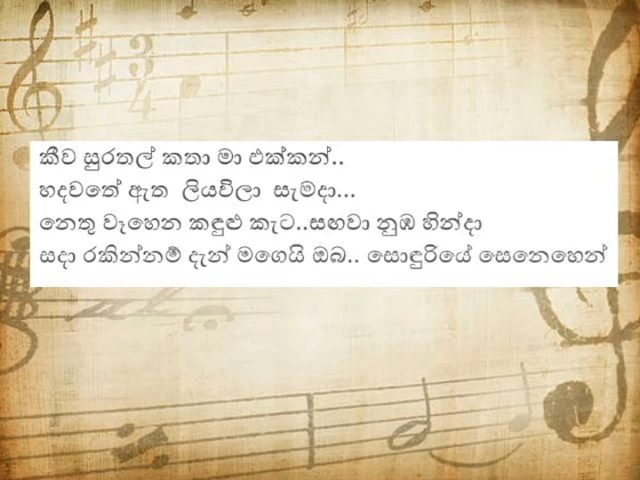 කීව සුරතල් කතා මා එක්කන්..
හදවතේ ඇත ලියවිලා සැමදා...
නෙතු වෑහෙන කඳුළු කැට..සඟවා නුඹ හින්දා
සදා රකින්නම් දැන් මගෙයි ඔබ.. සොඳුරියේ සෙනෙහෙන්